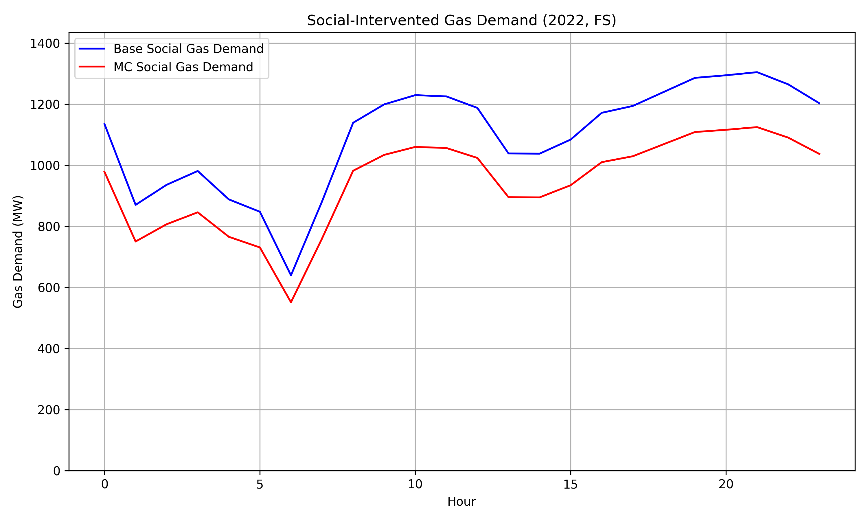 Social-Intervented Gas Demand (2022, FS)
Base Social Gas Demand
MC Social Gas Demand
Gas Demand (MW)
1400
1200
1000
800
600
400
200
0
0 5 10 15 20
Hour